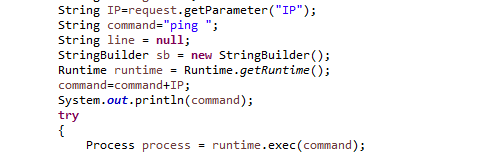 String IP=request.getParameter("IP");
String command="ping ";
String line = null;
StringBuilder sb = new StringBuilder();
Runtime runtime = Runtime.getRuntime();
command=command+IP;
System.out.println(command);
try
{
Process process = runtime.exec(command);